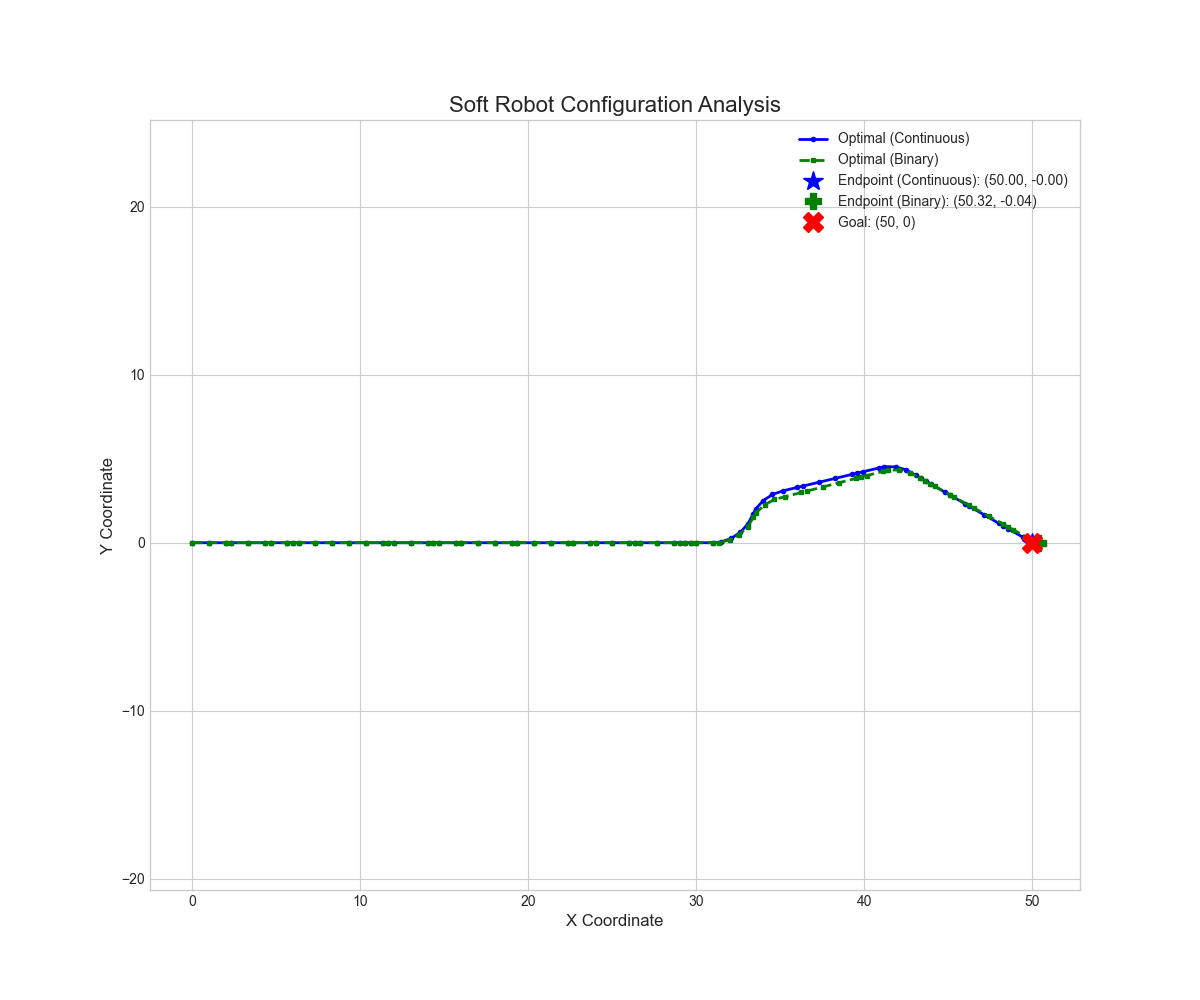 Soft Robot Configuration Analysis
Optimal (Continuous)
Optimal (Binary)
Endpoint (Continuous): (50.00, -0.00)
Endpoint (Binary): (50.32, -0.04)
Goal: (50, 0)
20
10
0
−10
−20
Y Coordinate
0 10 20 30 40 50
X Coordinate